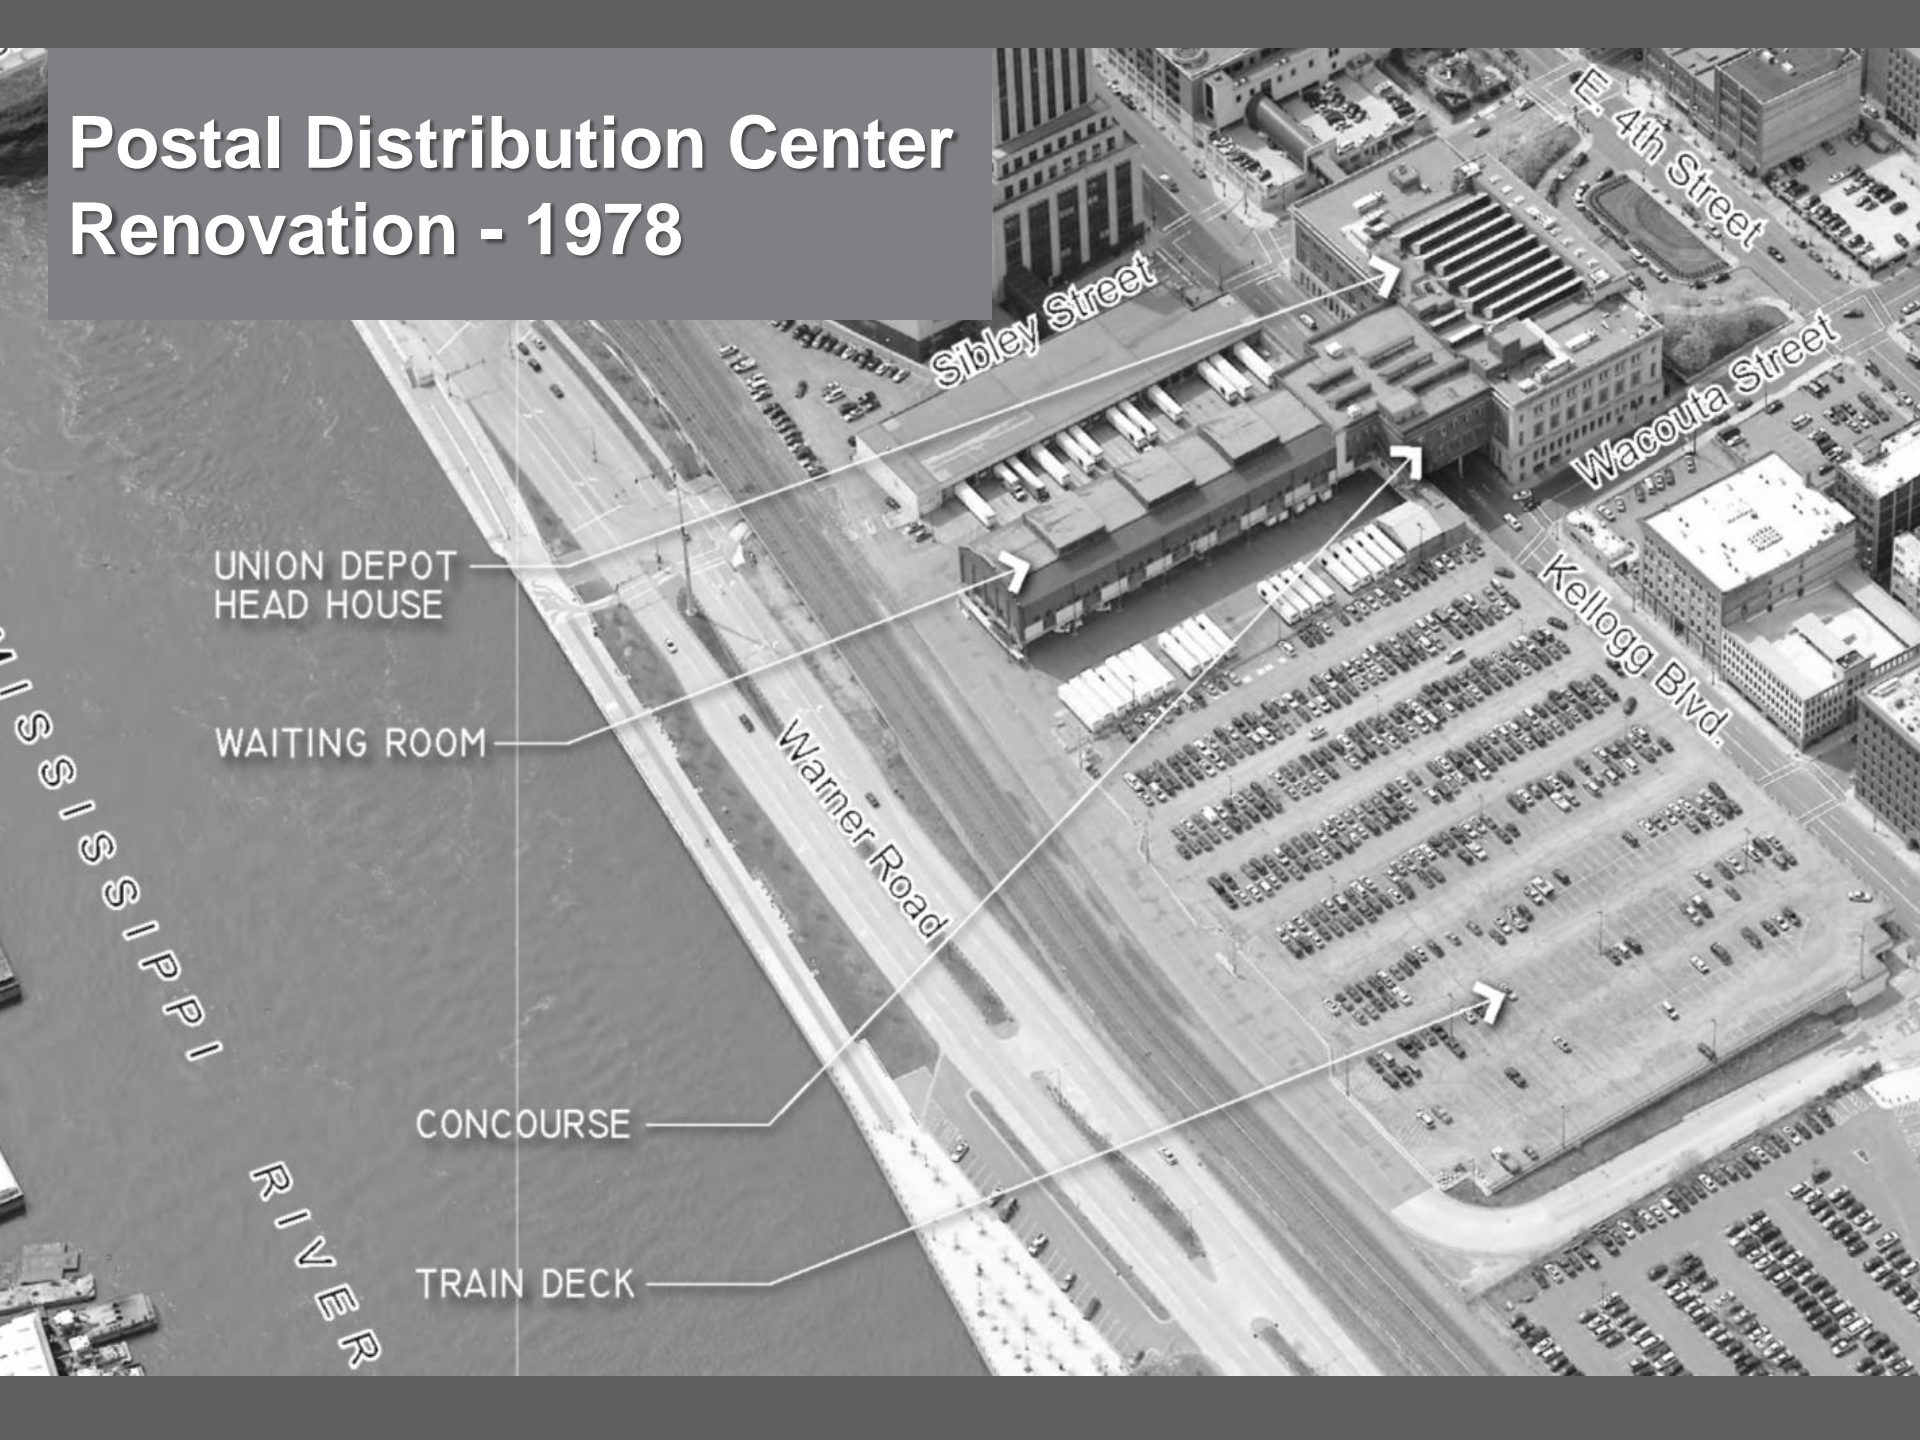 Postal Distribution Center
Renovation - 1978
E. 4th Street
Sibley Street
Wacouta Street
UNION DEPOT
HEAD HOUSE
Kellogg Blvd.
WAITING ROOM
Warner Road
MISSISSIPPI
RIVER
CONCOURSE
TRAIN DECK